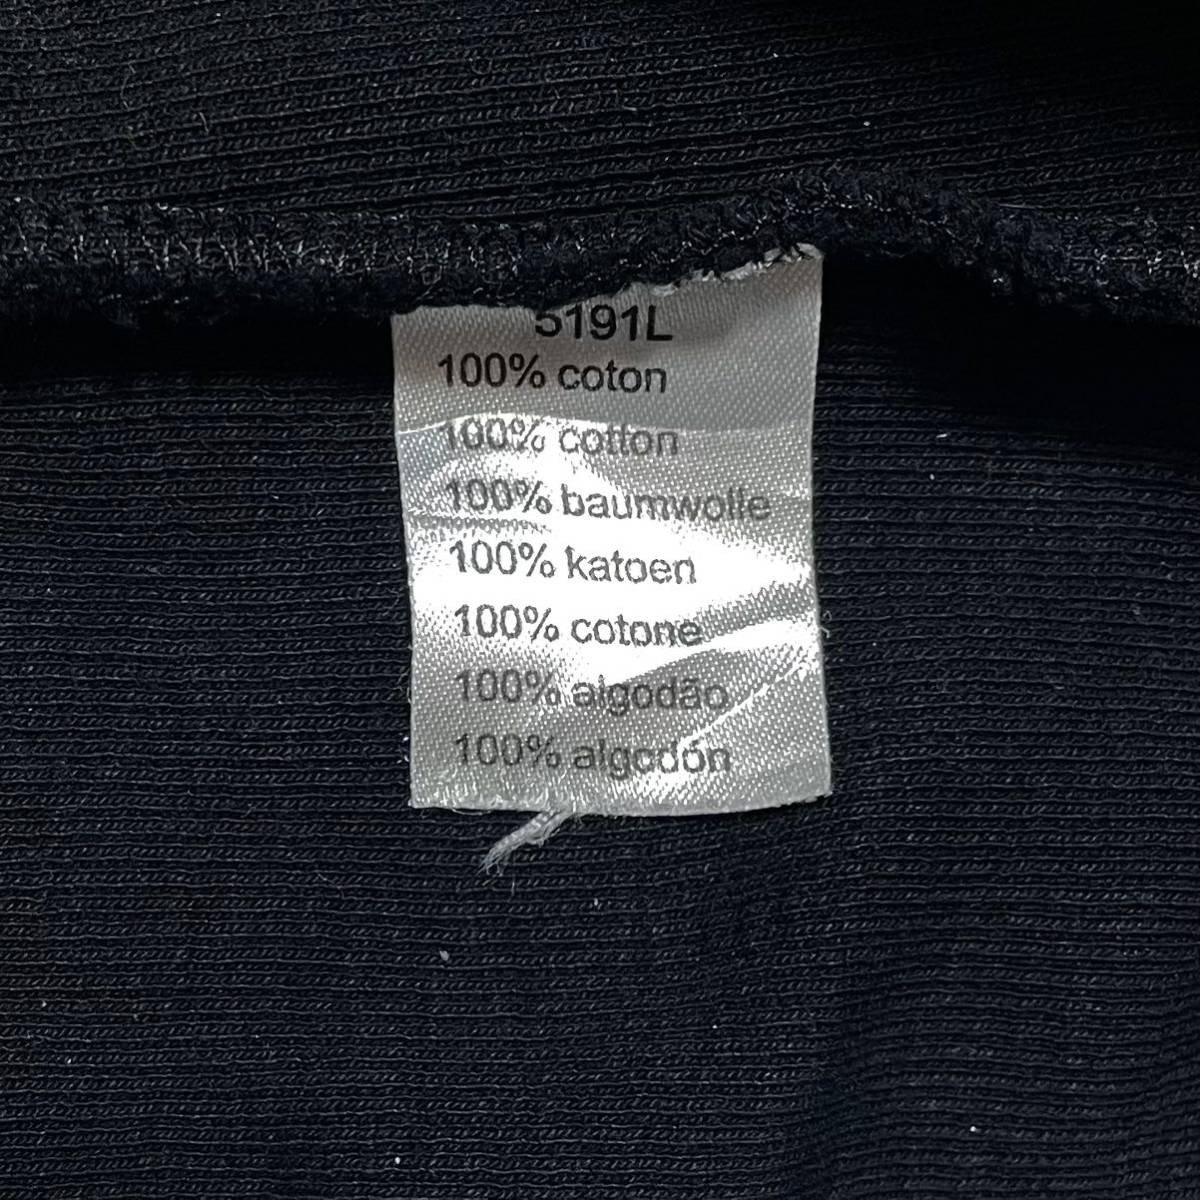 5191L
100% coton
100% cotton
100% baumwolle
100% katoen
100% cotone
100% algodão
100% algodón